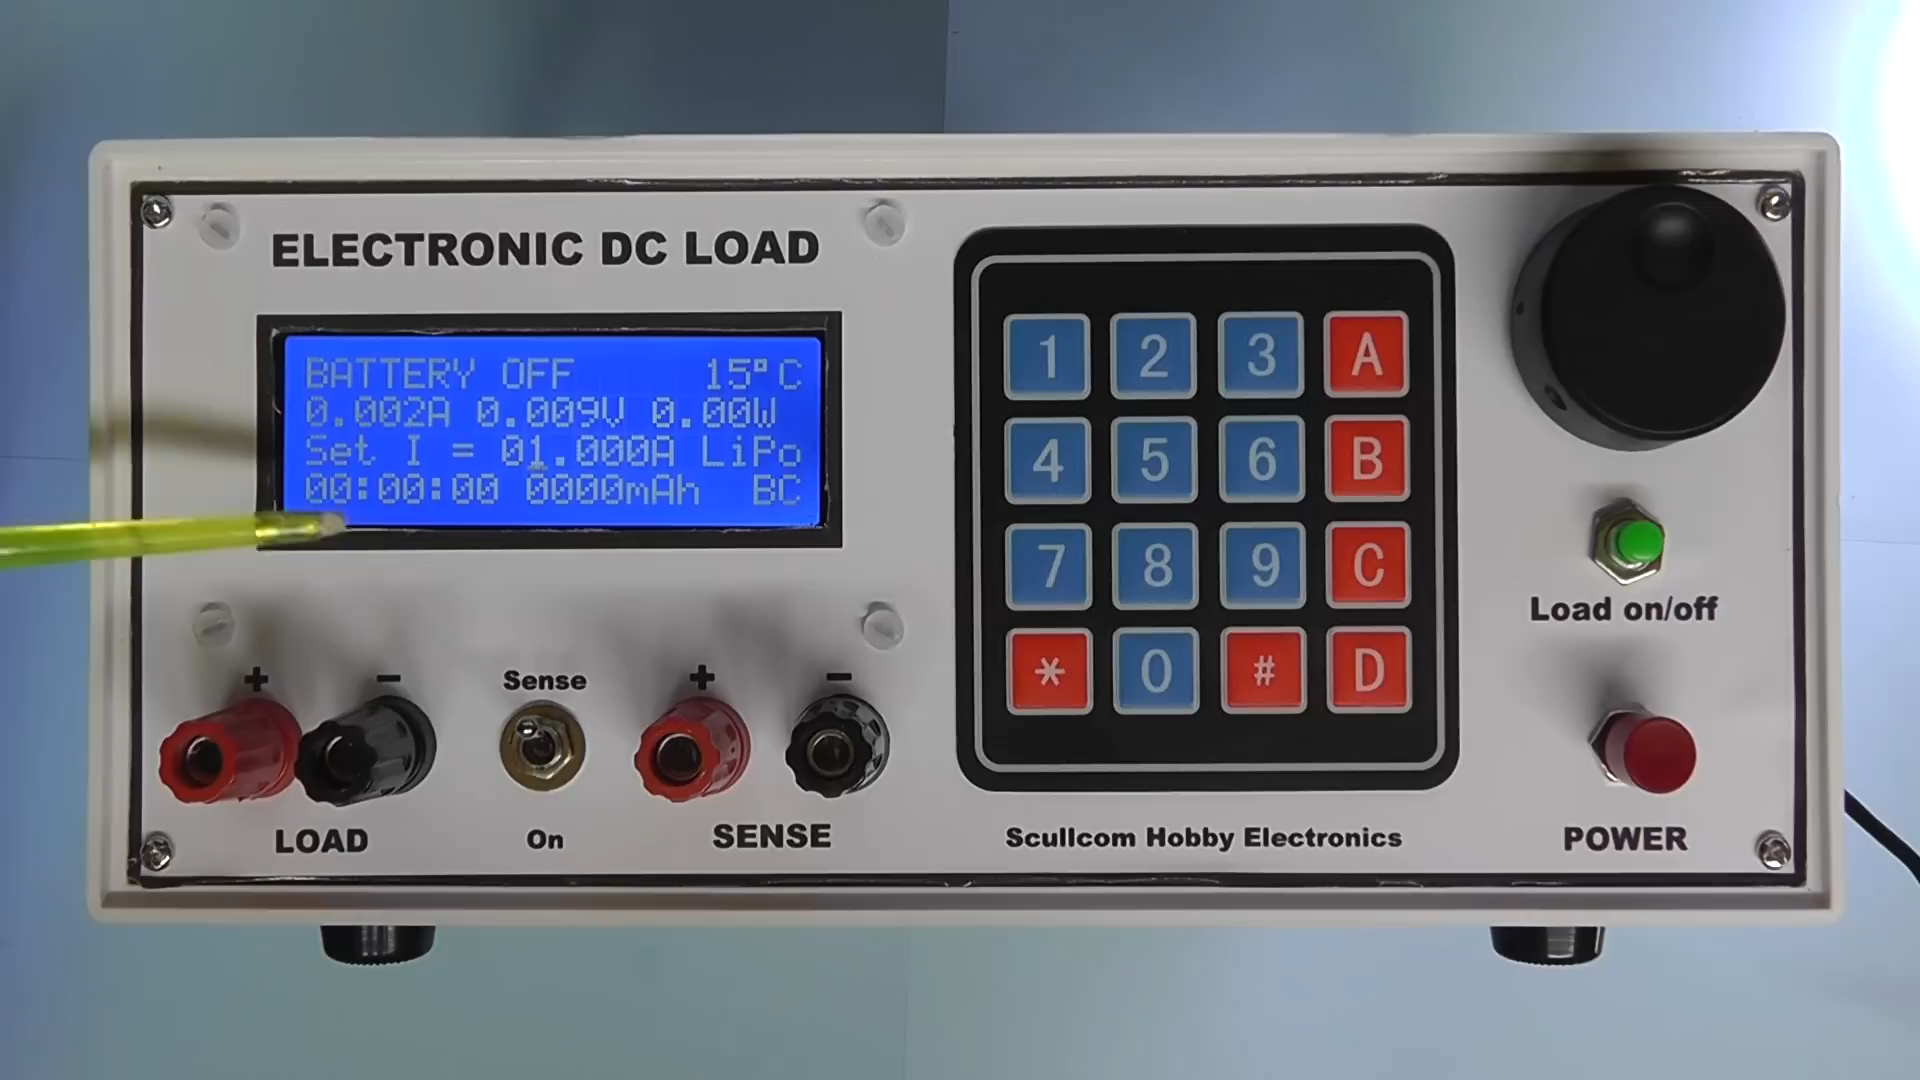 ELECTRONIC DC LOAD
BATTERY OFF 15°C
0.002A 0.009V 0.00W
Set I = 01.000A LiPo
00:00:00 0000mAh BC
1 2 3 A
4 5 6 B
7 8 9 C
* 0 # D
Load on/off
+ - Sense + -
LOAD On SENSE
Scullcom Hobby Electronics
POWER